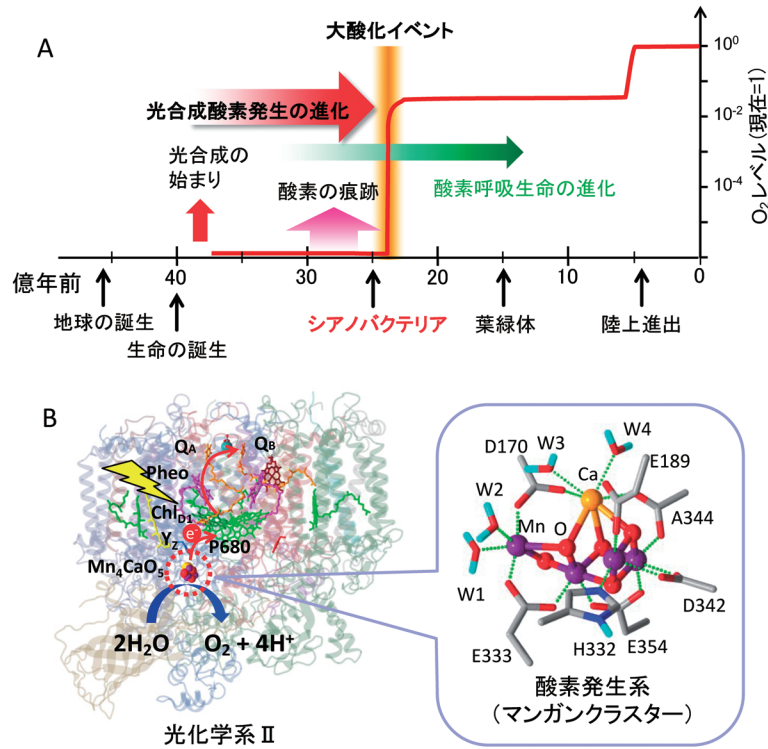 A
大酸化イベント
光合成酸素発生の進化
光合成の
始まり
酸素の痕跡
酸素呼吸生命の進化
10⁰
10⁻²
10⁻⁴
O₂レベル(現在=1)
億年前
40
30
20
10
0
地球の誕生
生命の誕生
シアノバクテリア
葉緑体
陸上進出
B
QA
QB
Pheo
ChlD1
YZ
e⁻
P680
Mn₄CaO₅
2H₂O
O₂ + 4H⁺
光化学系Ⅱ
D170
W3
W4
Ca
E189
W2
Mn
O
A344
W1
D342
E333
H332
E354
酸素発生系
(マンガンクラスター)